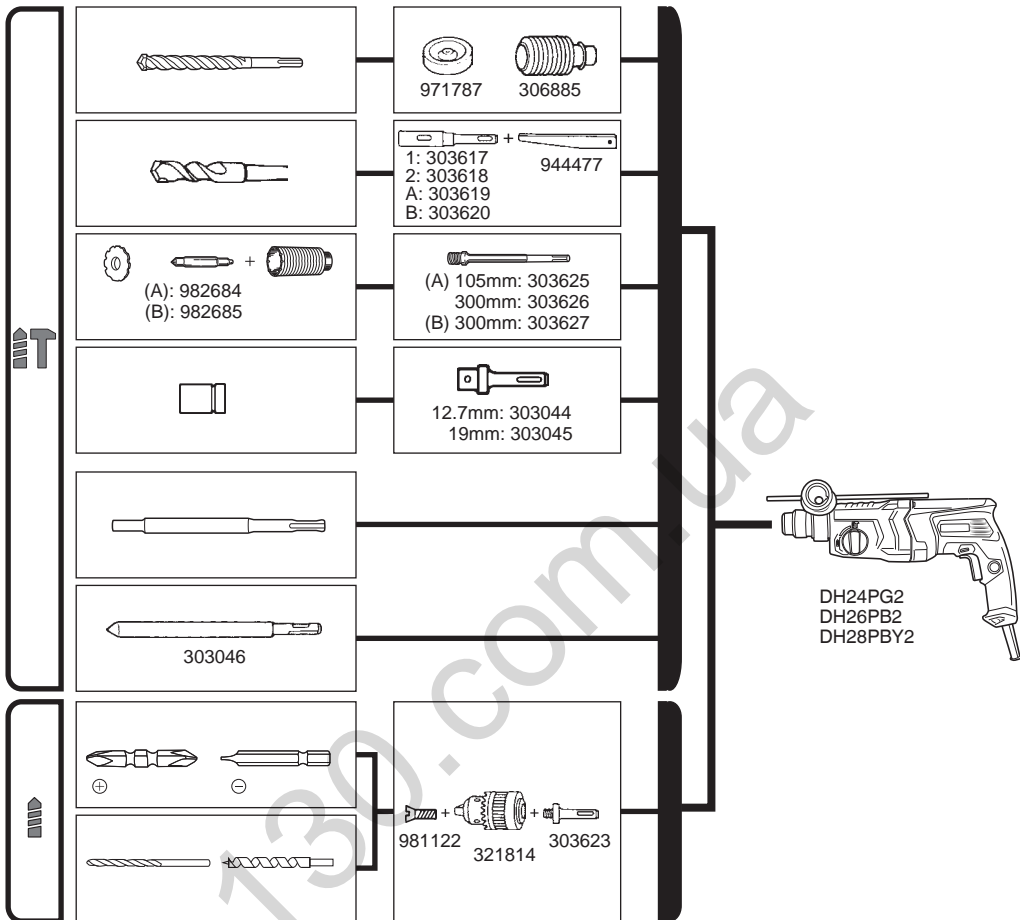 971787 306885
1: 303617
2: 303618
A: 303619
B: 303620
+
944477
+
(A): 982684
(B): 982685
(A) 105mm: 303625
300mm: 303626
(B) 300mm: 303627
12.7mm: 303044
19mm: 303045
303046
DH24PG2
DH26PB2
DH28PBY2
+ −
+ +
981122 321814 303623
130.com.ua